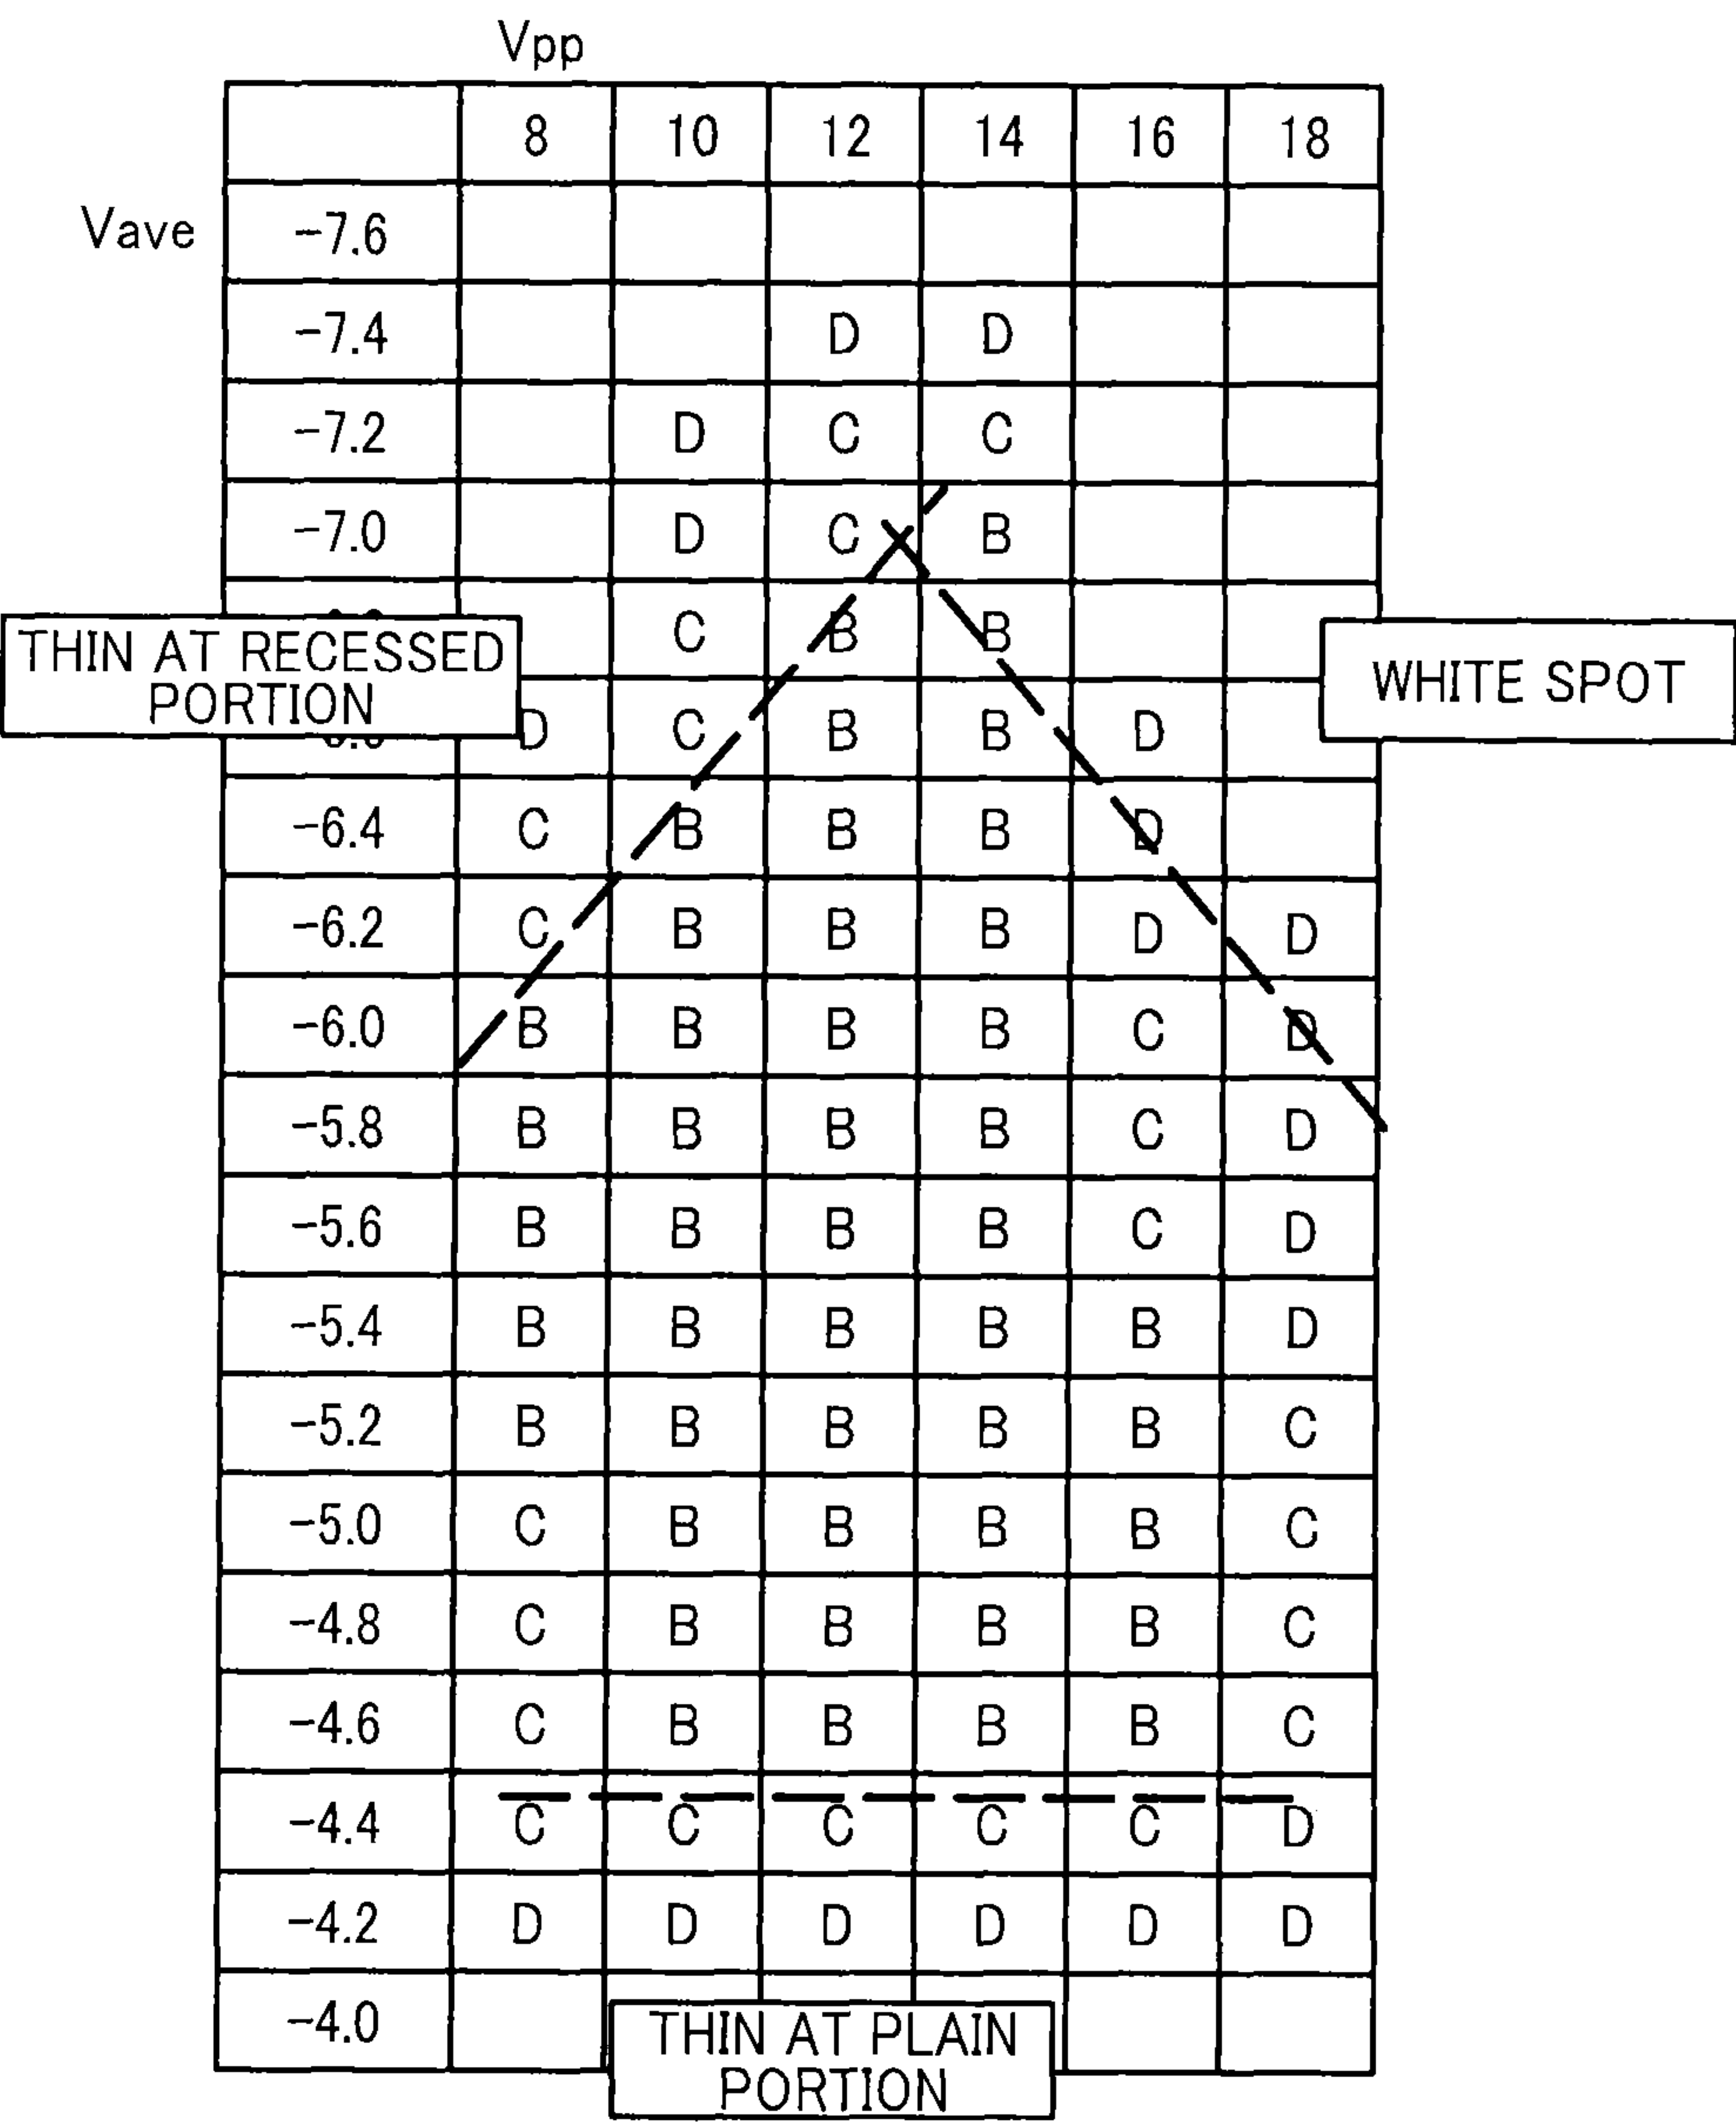 Vpp
8 10 12 14 16 18
Vave -7.6
-7.4 D D
-7.2 D C C
-7.0 D C B
C B B
THIN AT RECESSED
PORTION
WHITE SPOT
D C B B D
-6.4 C B B B D
-6.2 C B B B D D
-6.0 B B B B C D
-5.8 B B B B C D
-5.6 B B B B C D
-5.4 B B B B B D
-5.2 B B B B B C
-5.0 C B B B B C
-4.8 C B B B B C
-4.6 C B B B B C
-4.4 C C C C C D
-4.2 D D D D D D
-4.0
THIN AT PLAIN
PORTION